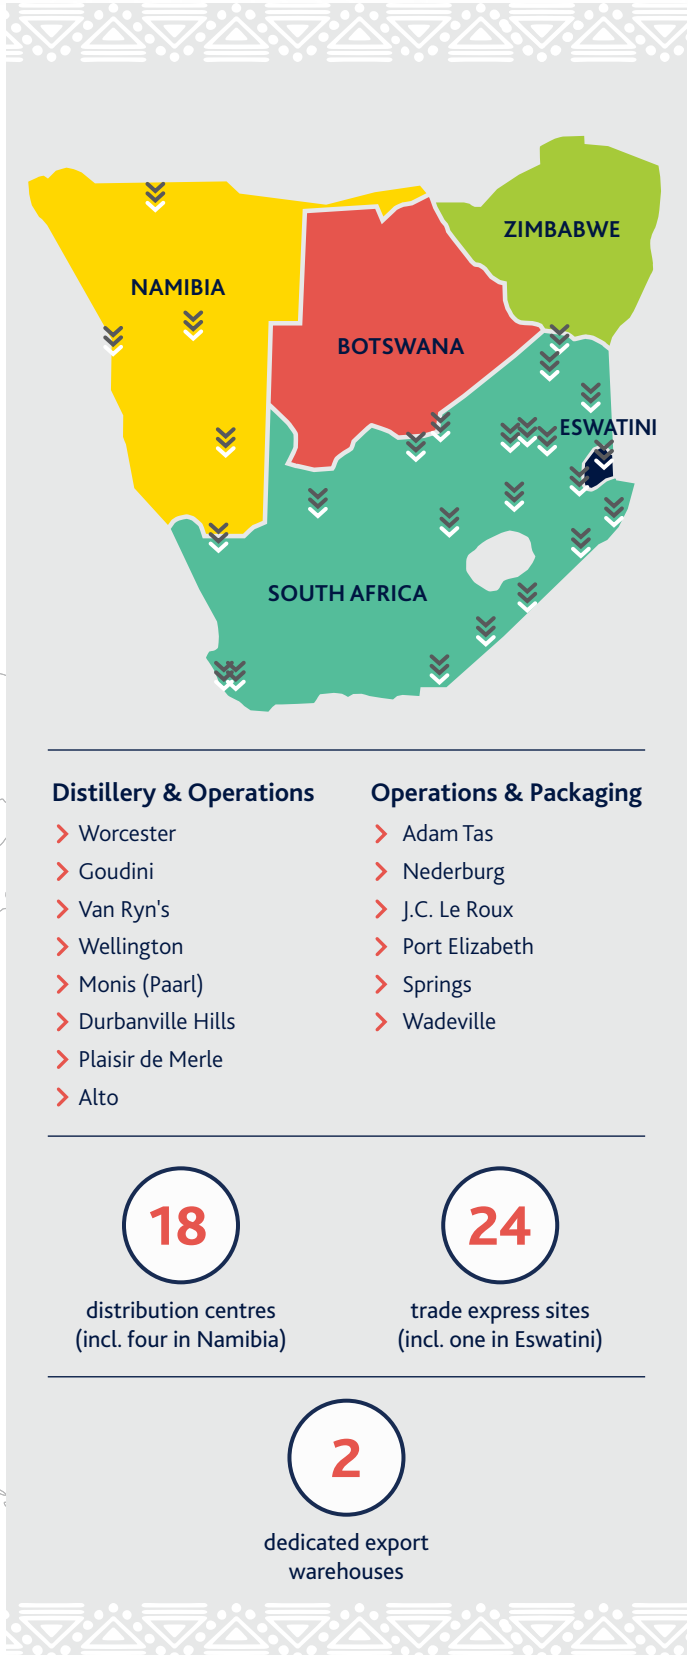 ZIMBABWE
NAMIBIA
BOTSWANA
ESWATINI
SOUTH AFRICA
Distillery & Operations
Worcester
Goudini
Van Ryn's
Wellington
Monis (Paarl)
Durbanville Hills
Plaisir de Merle
Alto
Operations & Packaging
Adam Tas
Nederburg
J.C. Le Roux
Port Elizabeth
Springs
Wadeville
18
distribution centres
(incl. four in Namibia)
24
trade express sites
(incl. one in Eswatini)
2
dedicated export
warehouses